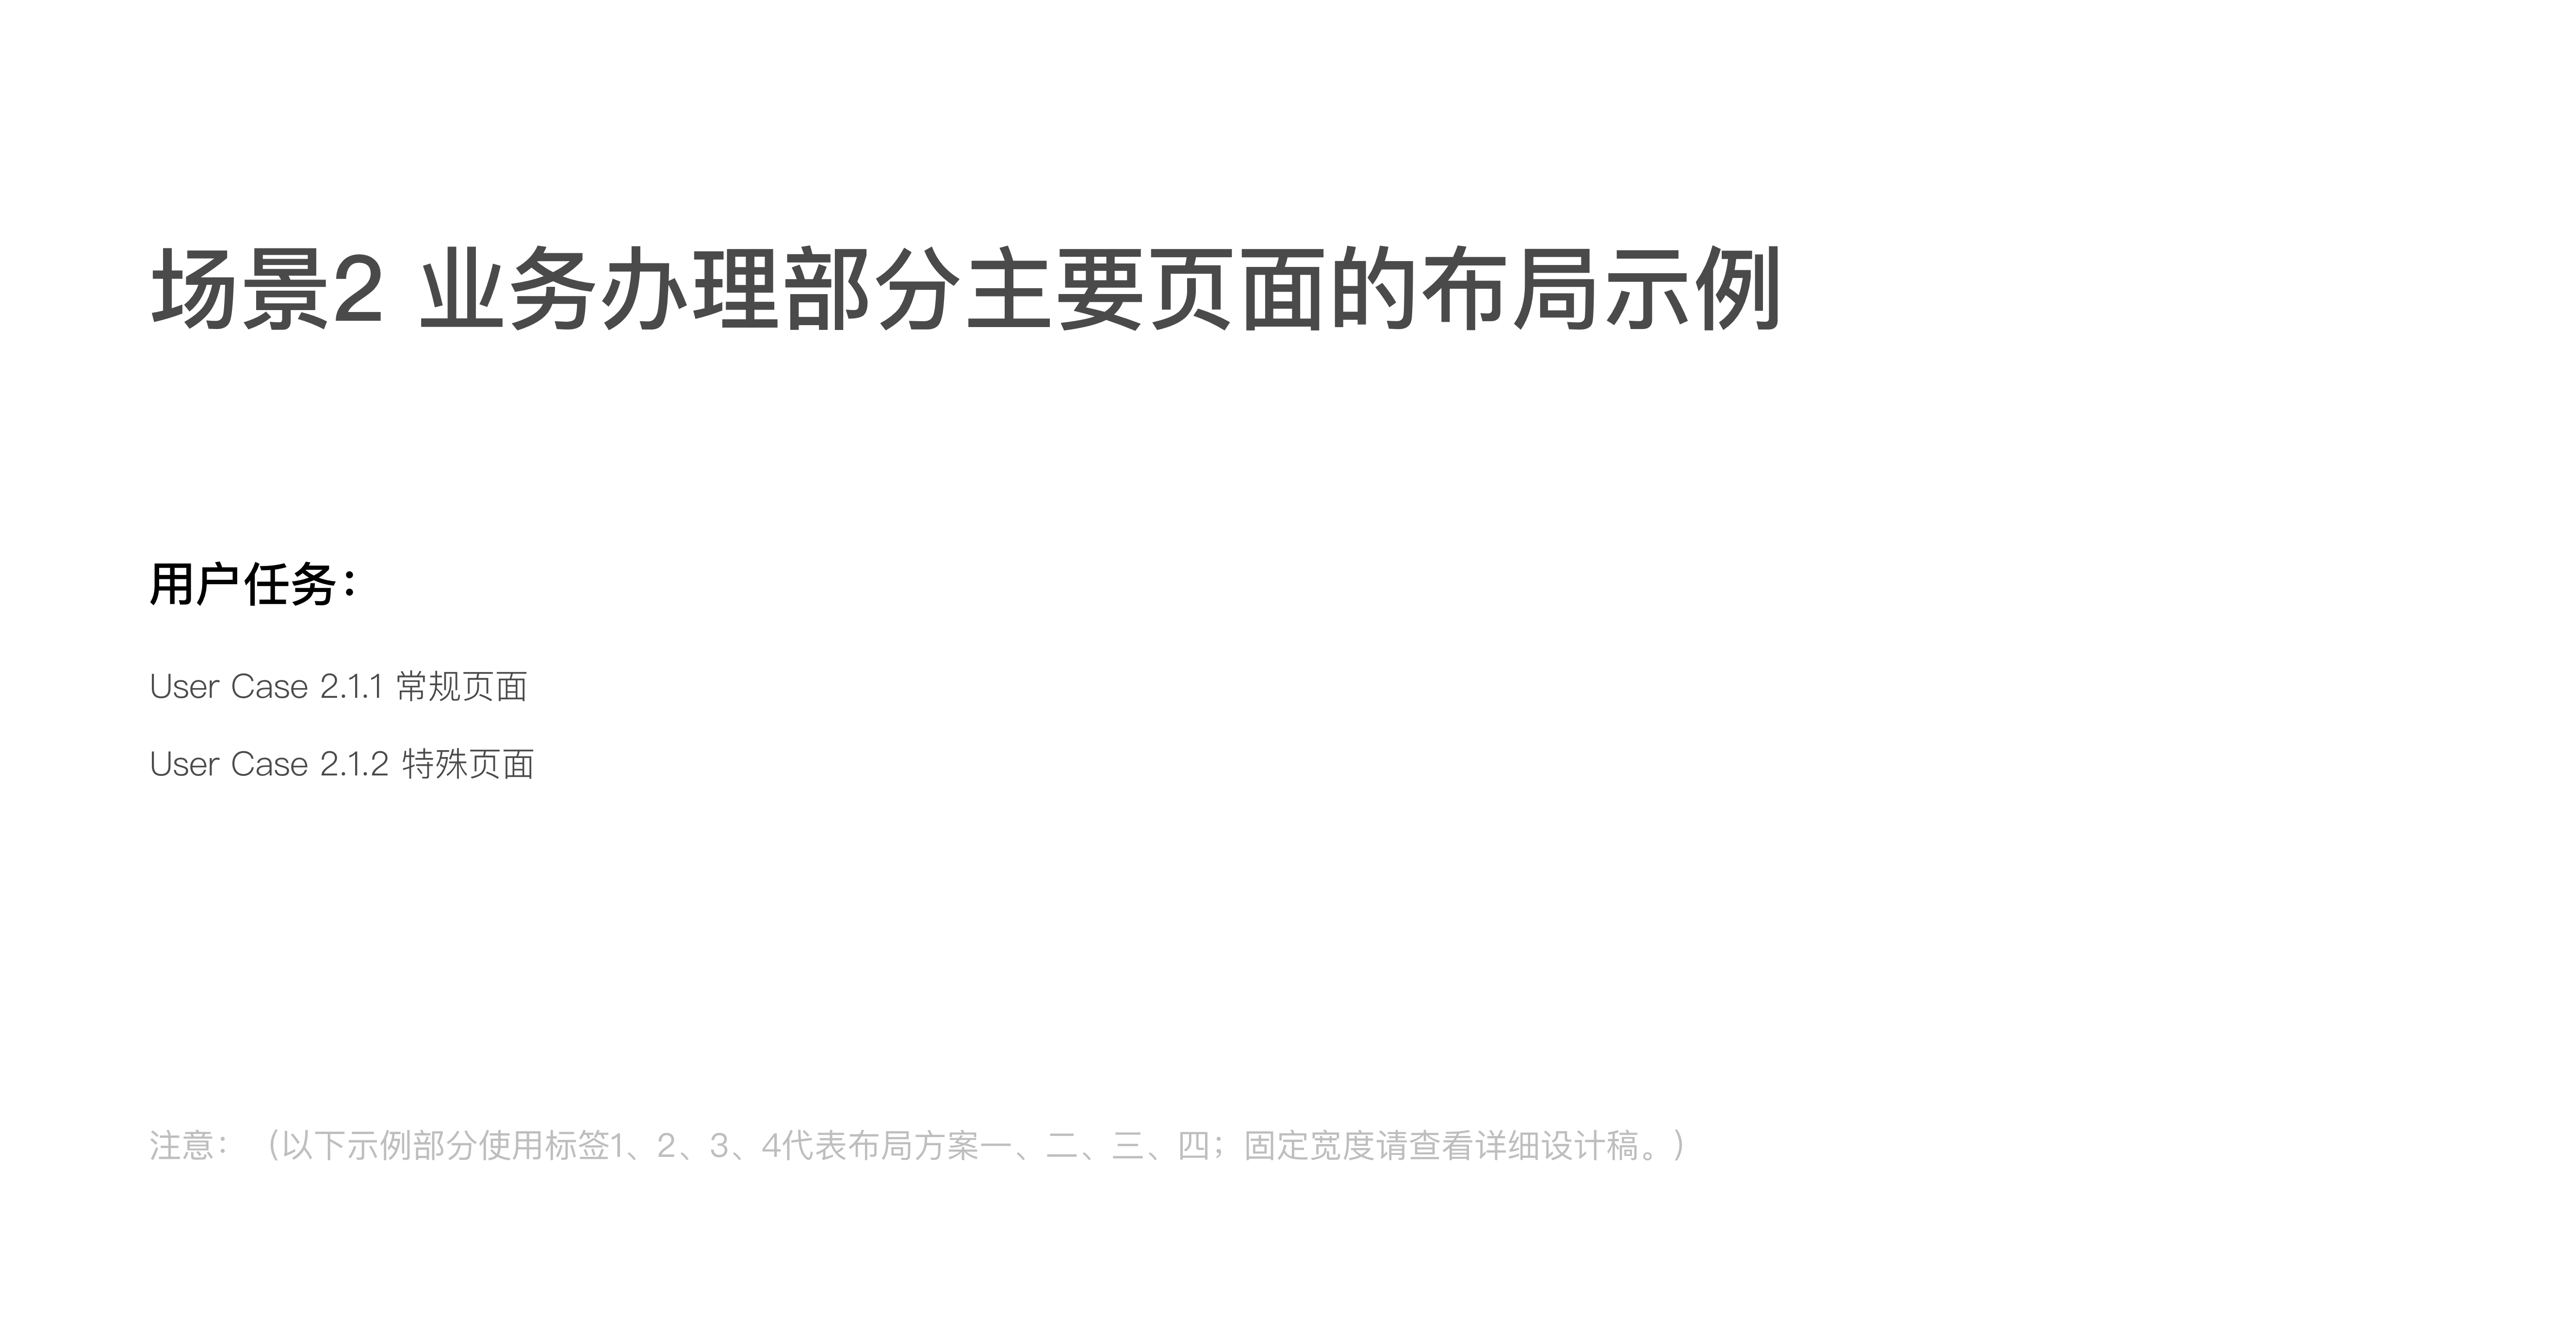 场景2 业务办理部分主要页面的布局示例
用户任务：
User Case 2.1.1 常规页面
User Case 2.1.2 特殊页面
注意：（以下示例部分使用标签1、2、3、4代表布局方案一、二、三、四；固定宽度请查看详细设计稿。）